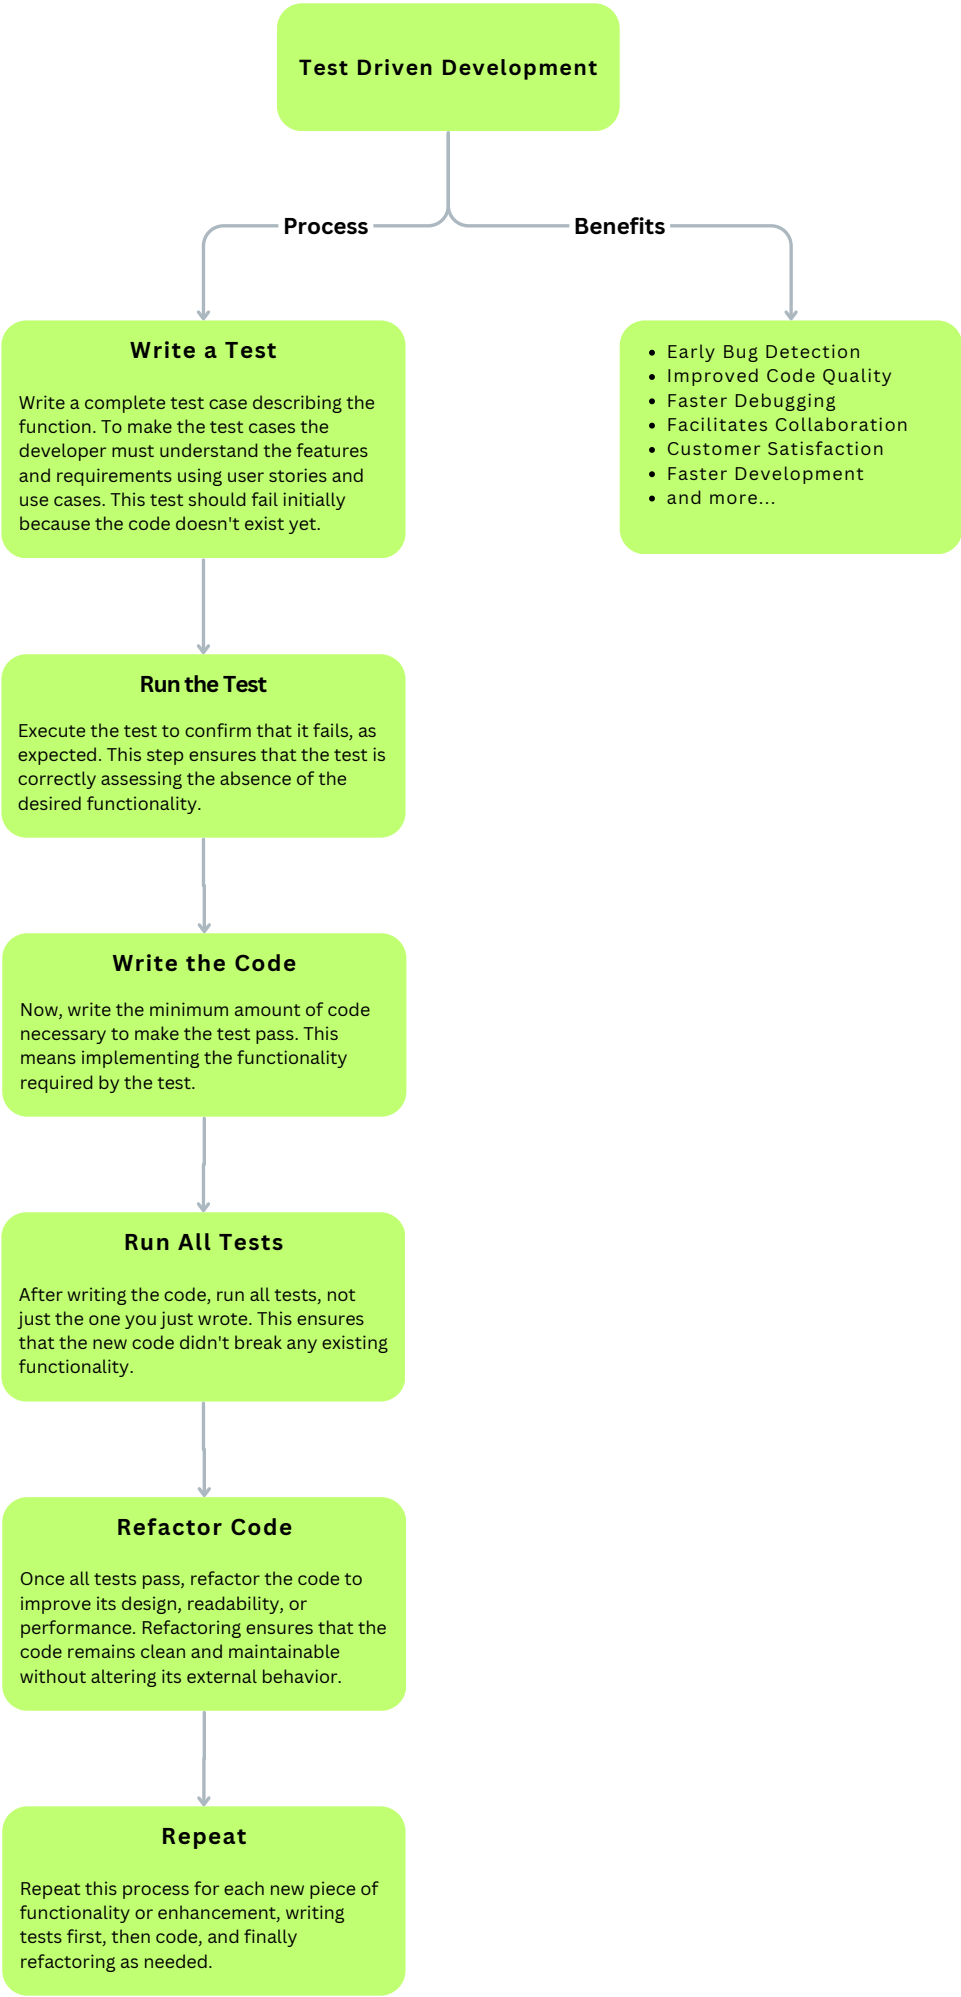 Test Driven Development
Process
Benefits
Write a Test
Write a complete test case describing the
function. To make the test cases the
developer must understand the features
and requirements using user stories and
use cases. This test should fail initially
because the code doesn't exist yet.
• Early Bug Detection
• Improved Code Quality
• Faster Debugging
• Facilitates Collaboration
• Customer Satisfaction
• Faster Development
• and more...
Run the Test
Execute the test to confirm that it fails, as
expected. This step ensures that the test is
correctly assessing the absence of the
desired functionality.
Write the Code
Now, write the minimum amount of code
necessary to make the test pass. This
means implementing the functionality
required by the test.
Run All Tests
After writing the code, run all tests, not
just the one you just wrote. This ensures
that the new code didn't break any existing
functionality.
Refactor Code
Once all tests pass, refactor the code to
improve its design, readability, or
performance. Refactoring ensures that the
code remains clean and maintainable
without altering its external behavior.
Repeat
Repeat this process for each new piece of
functionality or enhancement, writing
tests first, then code, and finally
refactoring as needed.